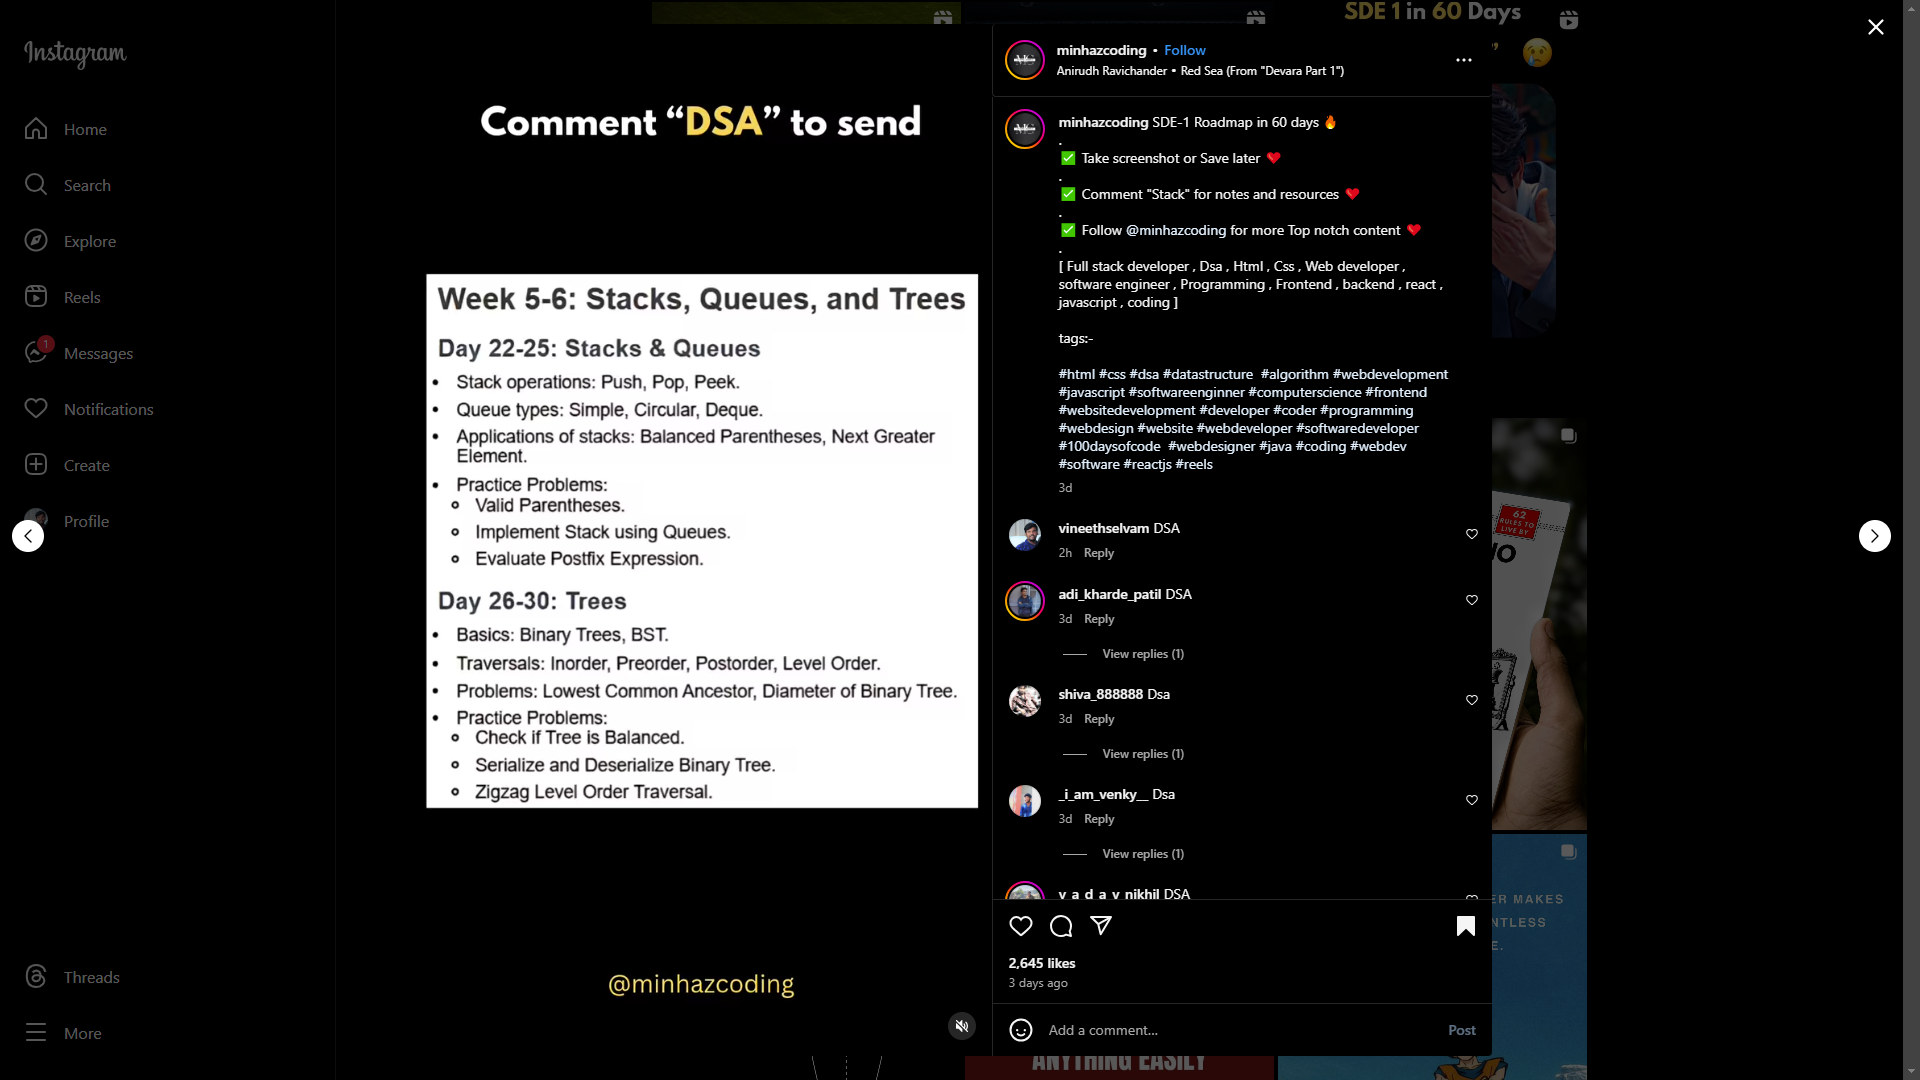 Instagram
Home
Search
Explore
Reels
1
Messages
Notifications
Create
Profile
Threads
More
Comment “DSA” to send
Week 5-6: Stacks, Queues, and Trees
Day 22-25: Stacks & Queues
• Stack operations: Push, Pop, Peek.
• Queue types: Simple, Circular, Deque.
• Applications of stacks: Balanced Parentheses, Next Greater
Element.
• Practice Problems:
Valid Parentheses.
Implement Stack using Queues.
Evaluate Postfix Expression.
Day 26-30: Trees
• Basics: Binary Trees, BST.
• Traversals: Inorder, Preorder, Postorder, Level Order.
• Problems: Lowest Common Ancestor, Diameter of Binary Tree.
• Practice Problems:
Check if Tree is Balanced.
Serialize and Deserialize Binary Tree.
Zigzag Level Order Traversal.
@minhazcoding
SDE 1 in 60 Days
minhazcoding • Follow
Anirudh Ravichander • Red Sea (From "Devara Part 1")
minhazcoding SDE-1 Roadmap in 60 days 🔥
.
✅ Take screenshot or Save later ❤️
.
✅ Comment "Stack" for notes and resources ❤️
.
✅ Follow @minhazcoding for more Top notch content ❤️
.
[ Full stack developer , Dsa , Html , Css , Web developer ,
software engineer , Programming , Frontend , backend , react ,
javascript , coding ]
tags:-
#html #css #dsa #datastructure #algorithm #webdevelopment
#javascript #softwareenginner #computerscience #frontend
#websitedevelopment #developer #coder #programming
#webdesign #website #webdeveloper #softwaredeveloper
#100daysofcode #webdesigner #java #coding #webdev
#software #reactjs #reels
3d
vineethselvam DSA
2h Reply
adi_kharde_patil DSA
3d Reply
View replies (1)
shiva_888888 Dsa
3d Reply
View replies (1)
_i_am_venky__ Dsa
3d Reply
View replies (1)
y_a_d_a_v_nikhil DSA
2,645 likes
3 days ago
Add a comment...
Post
62
RULES TO
LIVE BY
MAKES
ANYTHING EASILY